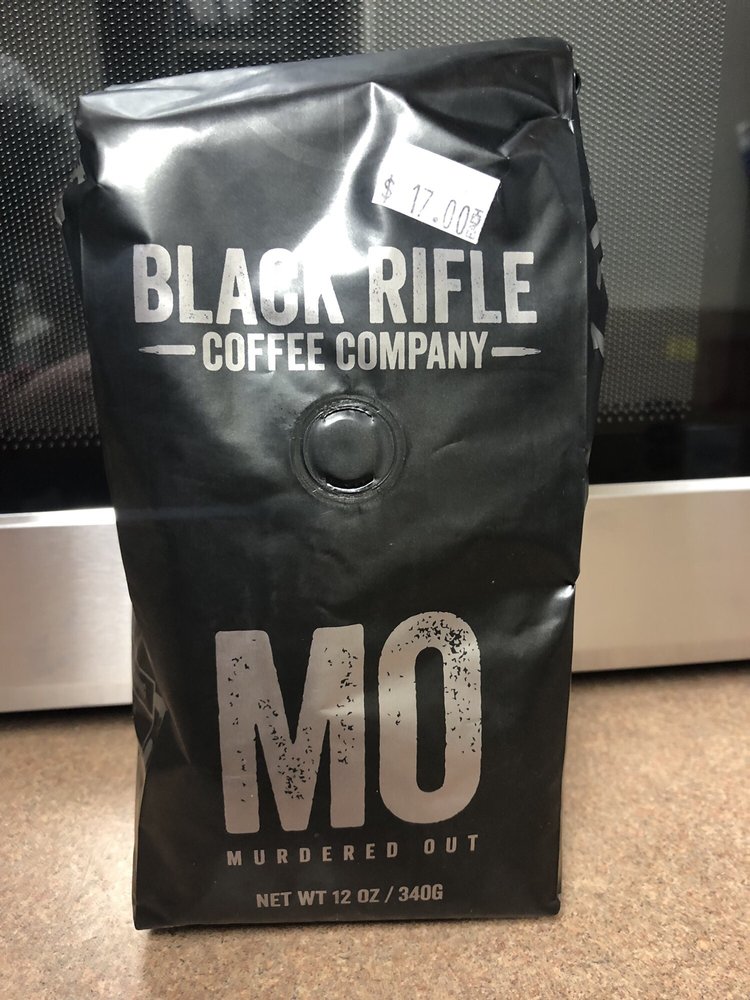 $ 17.00
BLACK RIFLE
COFFEE COMPANY
MO
MURDERED OUT
NET WT 12 OZ / 340G